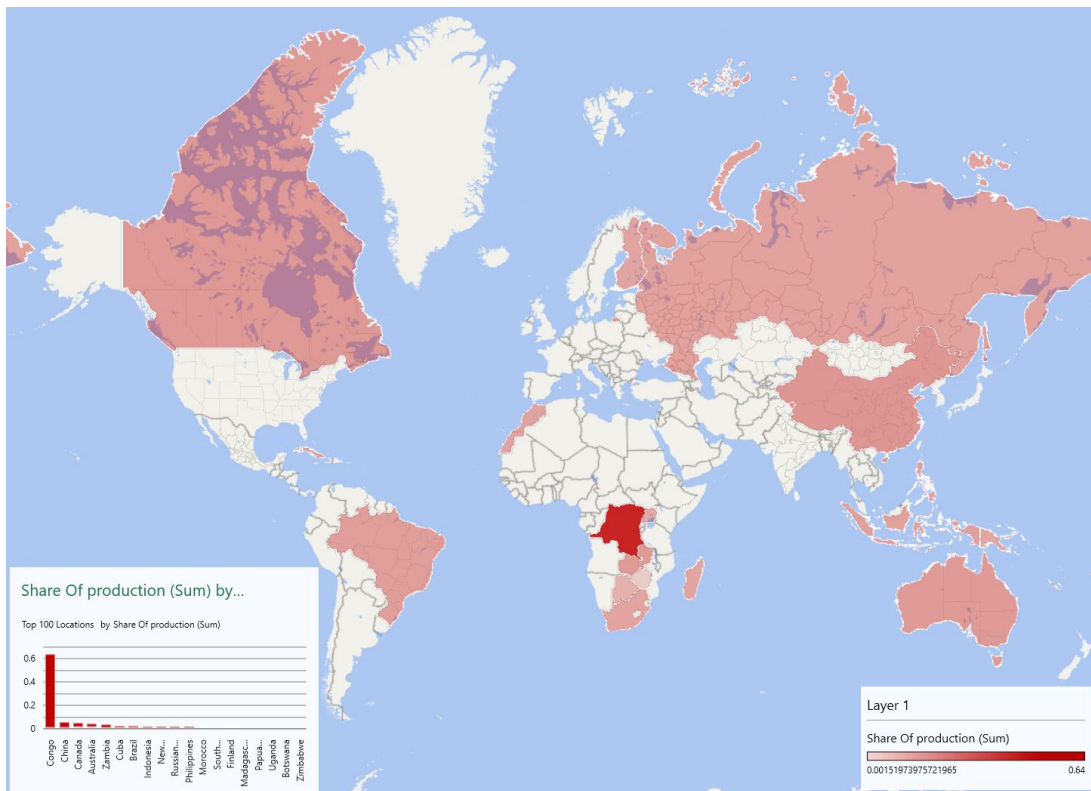 Share Of production (Sum) by...
Top 100 Locations by Share Of production (Sum)
0.6
0.4
0.2
0
Congo
China
Canada
Australia
Zambia
Cuba
Brazil
Indonesia
New...
Russian...
Philippines
Morocco
South...
Finland
Madagasc...
Papua...
Uganda
Botswana
Zimbabwe
Layer 1
Share Of production (Sum)
0.00151973975721965 0.64